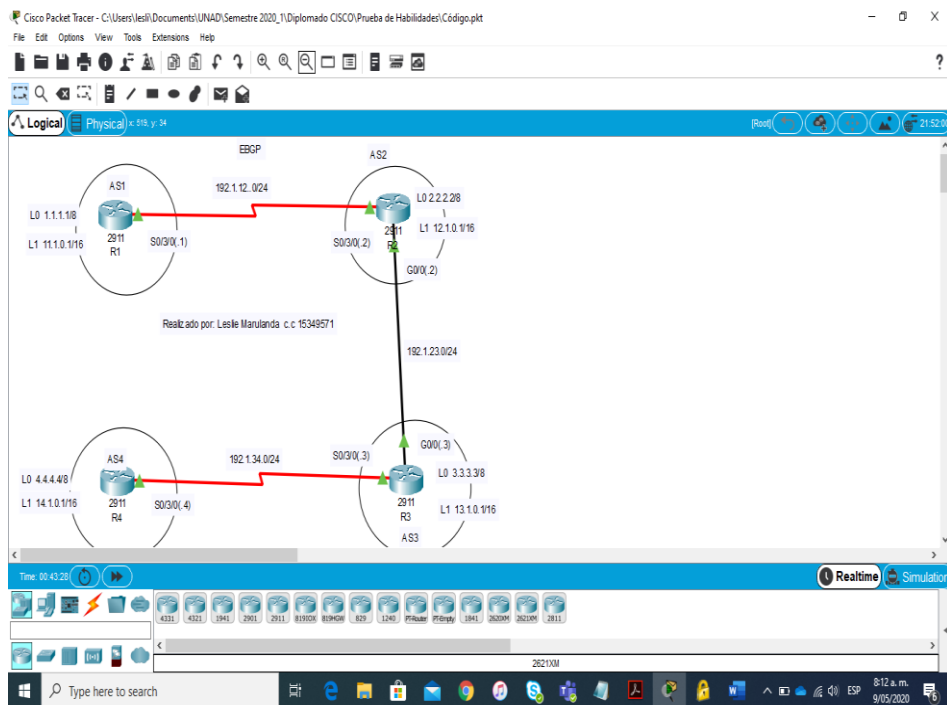 Cisco Packet Tracer - C:\Users\lesli\Documents\UNAD\Semestre 2020_1\Diplomado CISCO\Prueba de Habilidades\Código.pkt
File Edit Options View Tools Extensions Help
?
Logical Physical x: 519, y: 34 [Root] 21:52:00
EBGP
AS1
192.1.12..0/24
AS2
L0 1.1.1.1/8
L1 11.1.0.1/16
2911
R1
S0/3/0(.1)
L0 2.2.2.2/8
2911
R2
L1 12.1.0.1/16
S0/3/0(.2)
G0/0(.2)
Realizado por: Leslie Marulanda c.c 15349571
192.1.23.0/24
AS4
192.1.34.0/24
S0/3/0(.3)
G0/0(.3)
L0 4.4.4.4/8
L1 14.1.0.1/16
2911
R4
S0/3/0(.4)
L0 3.3.3.3/8
2911
R3
L1 13.1.0.1/16
AS3
Time: 00:43:28 Realtime Simulation
4331 4321 1941 2901 2911 819IOX 819HGW 829 1240 PT-Router PT-Empty 1841 2620XM 2621XM 2811
2621XM
Type here to search
ESP
8:12 a. m.
9/05/2020
6